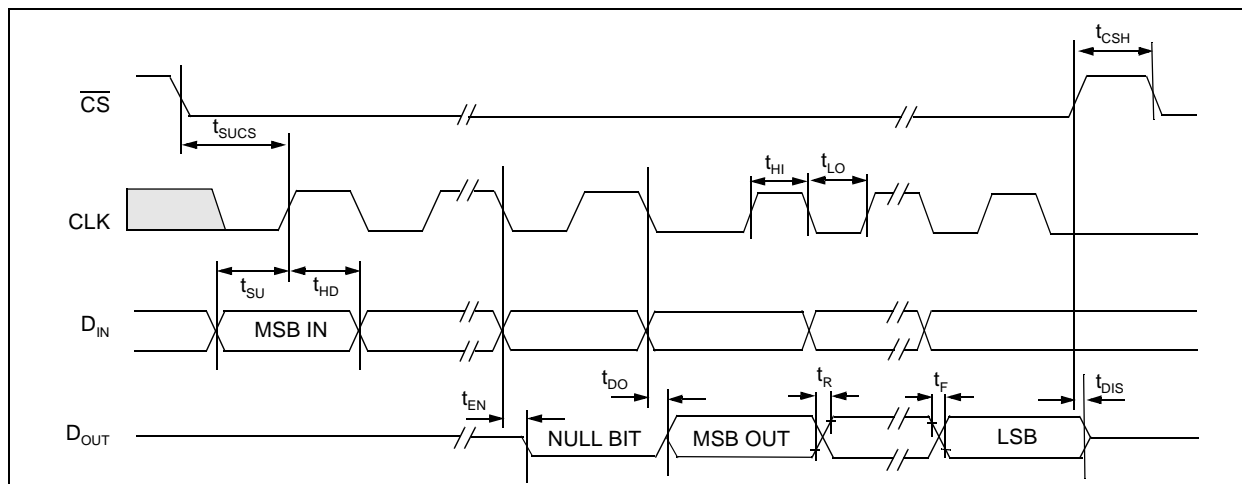 tCSH
CS
tSUCS
tHI tLO
CLK
tSU tHD
DIN MSB IN
tEN tDO tR tF tDIS
DOUT NULL BIT MSB OUT LSB